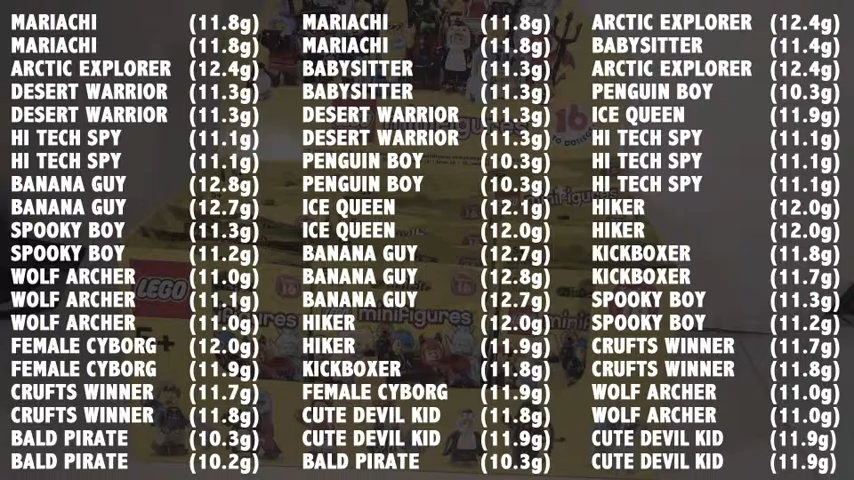 MARIACHI (11.8g)
MARIACHI (11.8g)
ARCTIC EXPLORER (12.4g)
DESERT WARRIOR (11.3g)
DESERT WARRIOR (11.3g)
HI TECH SPY (11.1g)
HI TECH SPY (11.1g)
BANANA GUY (12.8g)
BANANA GUY (12.7g)
SPOOKY BOY (11.3g)
SPOOKY BOY (11.2g)
WOLF ARCHER (11.0g)
WOLF ARCHER (11.1g)
WOLF ARCHER (11.0g)
FEMALE CYBORG (12.0g)
FEMALE CYBORG (11.9g)
CRUFTS WINNER (11.7g)
CRUFTS WINNER (11.8g)
BALD PIRATE (10.3g)
BALD PIRATE (10.2g)
MARIACHI (11.8g)
MARIACHI (11.8g)
BABYSITTER (11.3g)
BABYSITTER (11.3g)
DESERT WARRIOR (11.3g)
DESERT WARRIOR (11.3g)
PENGUIN BOY (10.3g)
PENGUIN BOY (10.3g)
ICE QUEEN (12.1g)
ICE QUEEN (12.0g)
BANANA GUY (12.7g)
BANANA GUY (12.8g)
BANANA GUY (12.7g)
HIKER (12.0g)
HIKER (11.9g)
KICKBOXER (11.8g)
FEMALE CYBORG (11.9g)
CUTE DEVIL KID (11.8g)
CUTE DEVIL KID (11.9g)
BALD PIRATE (10.3g)
ARCTIC EXPLORER (12.4g)
BABYSITTER (11.4g)
ARCTIC EXPLORER (12.4g)
PENGUIN BOY (10.3g)
ICE QUEEN (11.9g)
HI TECH SPY (11.1g)
HI TECH SPY (11.1g)
HI TECH SPY (11.1g)
HIKER (12.0g)
HIKER (12.0g)
KICKBOXER (11.8g)
KICKBOXER (11.7g)
SPOOKY BOY (11.3g)
SPOOKY BOY (11.2g)
CRUFTS WINNER (11.7g)
CRUFTS WINNER (11.8g)
WOLF ARCHER (11.0g)
WOLF ARCHER (11.0g)
CUTE DEVIL KID (11.9g)
CUTE DEVIL KID (11.9g)
LEGO
minifigures
16
5+